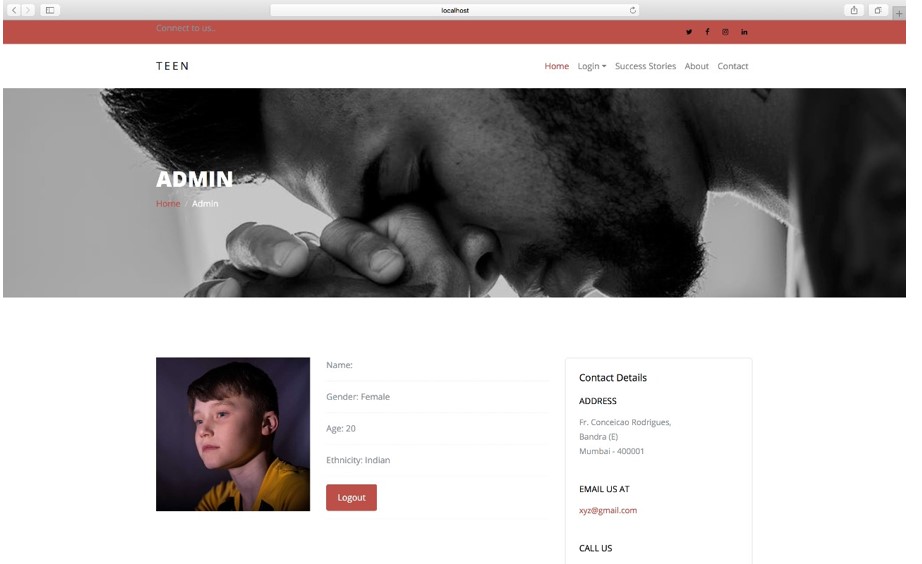 localhost
Connect to us..
TEEN
Home Login Success Stories About Contact
ADMIN
Home / Admin
Name:
Gender: Female
Age: 20
Ethnicity: Indian
Logout
Contact Details
ADDRESS
Fr. Conceicao Rodrigues,
Bandra (E)
Mumbai - 400001
EMAIL US AT
xyz@gmail.com
CALL US